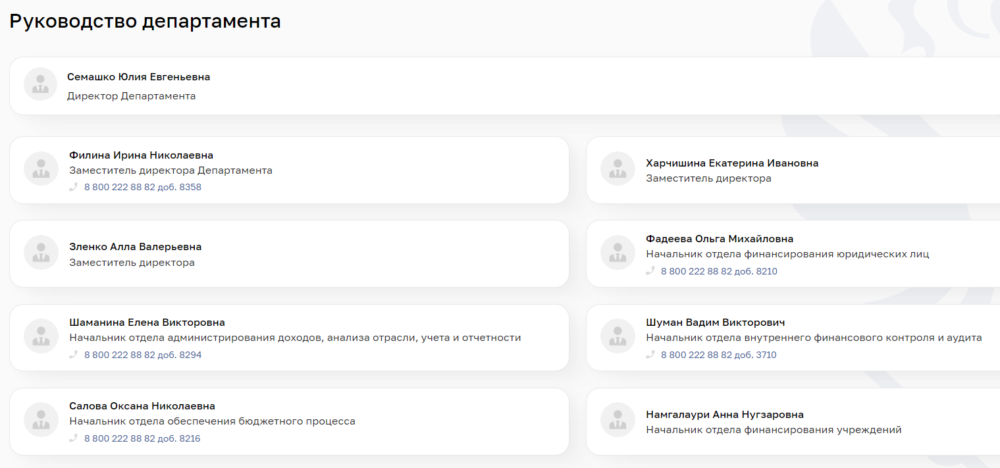 Руководство департамента
Семашко Юлия Евгеньевна
Директор Департамента
Филина Ирина Николаевна
Заместитель директора Департамента
8 800 222 88 82 доб. 8358
Харчишина Екатерина Ивановна
Заместитель директора
Зленко Алла Валерьевна
Заместитель директора
Фадеева Ольга Михайловна
Начальник отдела финансирования юридических лиц
8 800 222 88 82 доб. 8210
Шаманина Елена Викторовна
Начальник отдела администрирования доходов, анализа отрасли, учета и отчетности
8 800 222 88 82 доб. 8294
Шуман Вадим Викторович
Начальник отдела внутреннего финансового контроля и аудита
8 800 222 88 82 доб. 3710
Салова Оксана Николаевна
Начальник отдела обеспечения бюджетного процесса
8 800 222 88 82 доб. 8216
Намгалаури Анна Нугзаровна
Начальник отдела финансирования учреждений